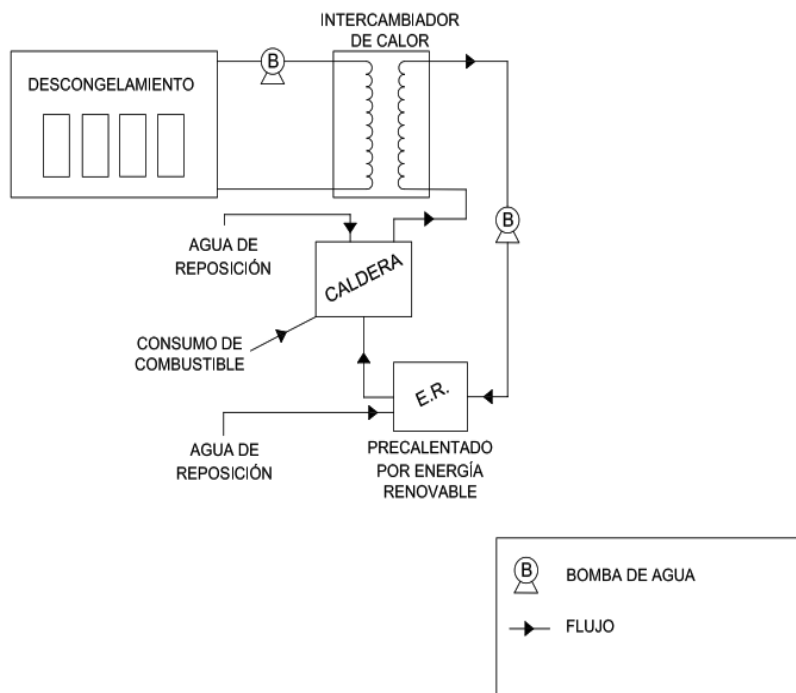 INTERCAMBIADOR
DE CALOR
B
DESCONGELAMIENTO
B
AGUA DE
REPOSICIÓN
CALDERA
CONSUMO DE
COMBUSTIBLE
E.R.
AGUA DE
REPOSICIÓN
PRECALENTADO
POR ENERGÍA
RENOVABLE
B
BOMBA DE AGUA
FLUJO